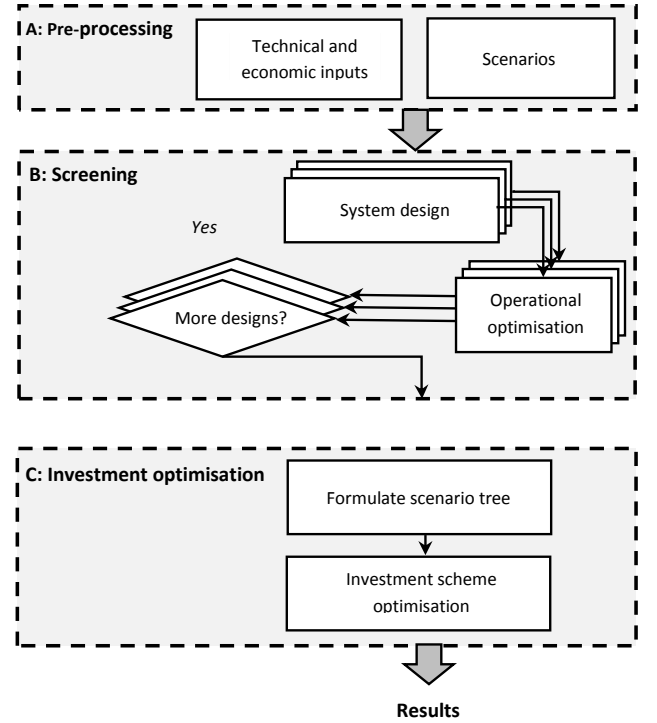 A: Pre-processing
Technical and
economic inputs
Scenarios
B: Screening
System design
Yes
Operational
optimisation
More designs?
C: Investment optimisation
Formulate scenario tree
Investment scheme
optimisation
Results